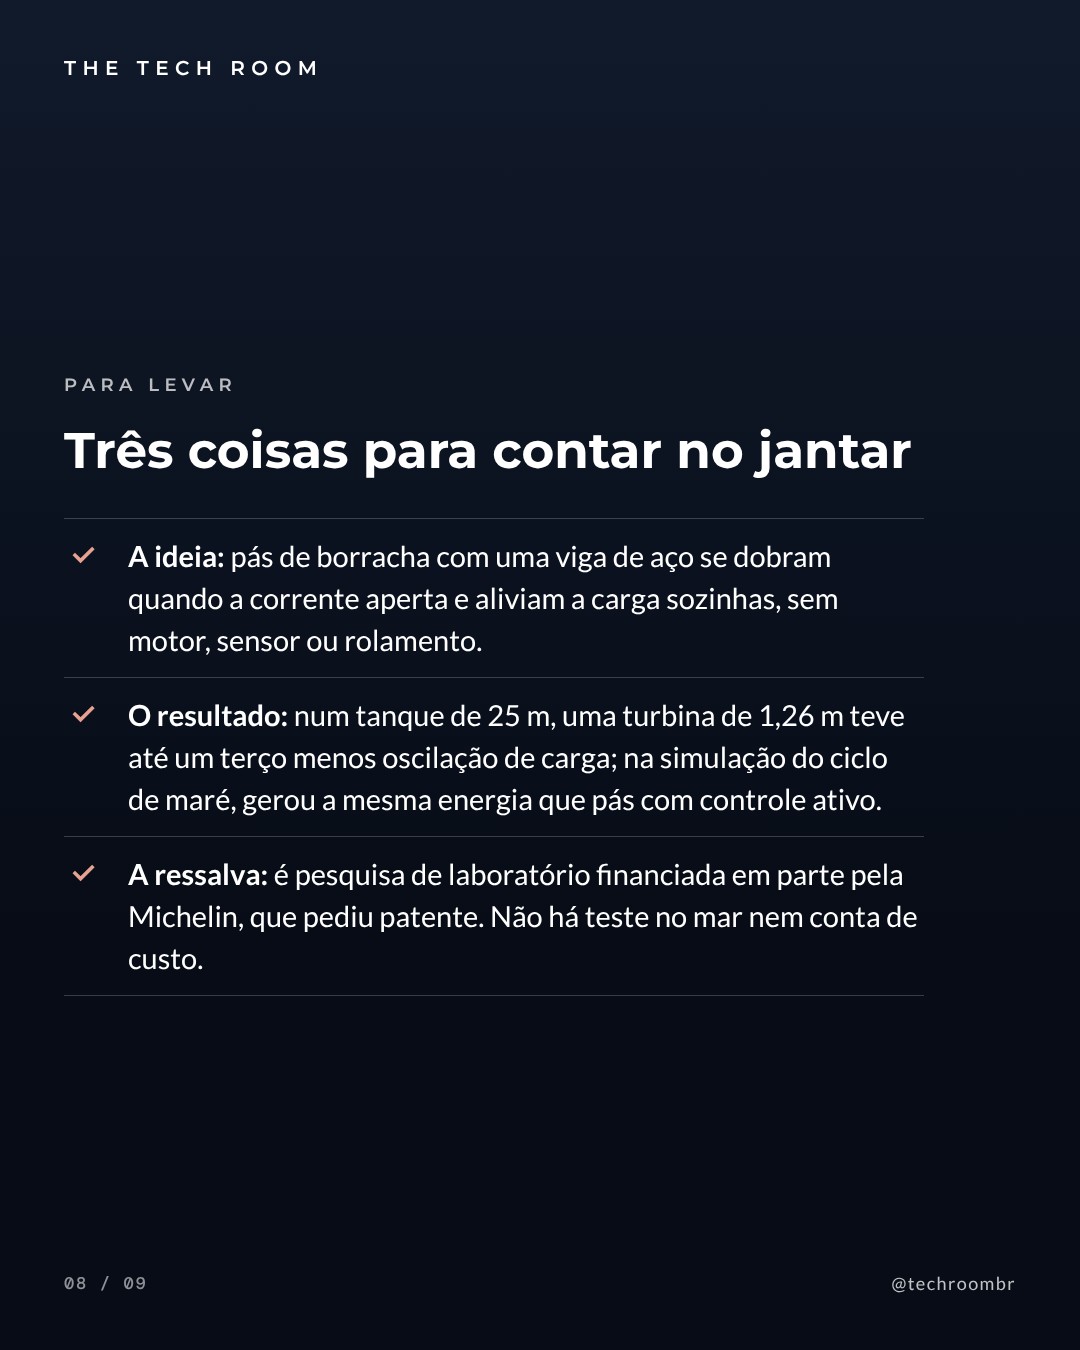 THE TECH ROOM
PARA LEVAR
Três coisas para contar no jantar
A ideia: pás de borracha com uma viga de aço se dobram
quando a corrente aperta e aliviam a carga sozinhas, sem
motor, sensor ou rolamento.
O resultado: num tanque de 25 m, uma turbina de 1,26 m teve
até um terço menos oscilação de carga; na simulação do ciclo
de maré, gerou a mesma energia que pás com controle ativo.
A ressalva: é pesquisa de laboratório financiada em parte pela
Michelin, que pediu patente. Não há teste no mar nem conta de
custo.
08 / 09
@techroombr